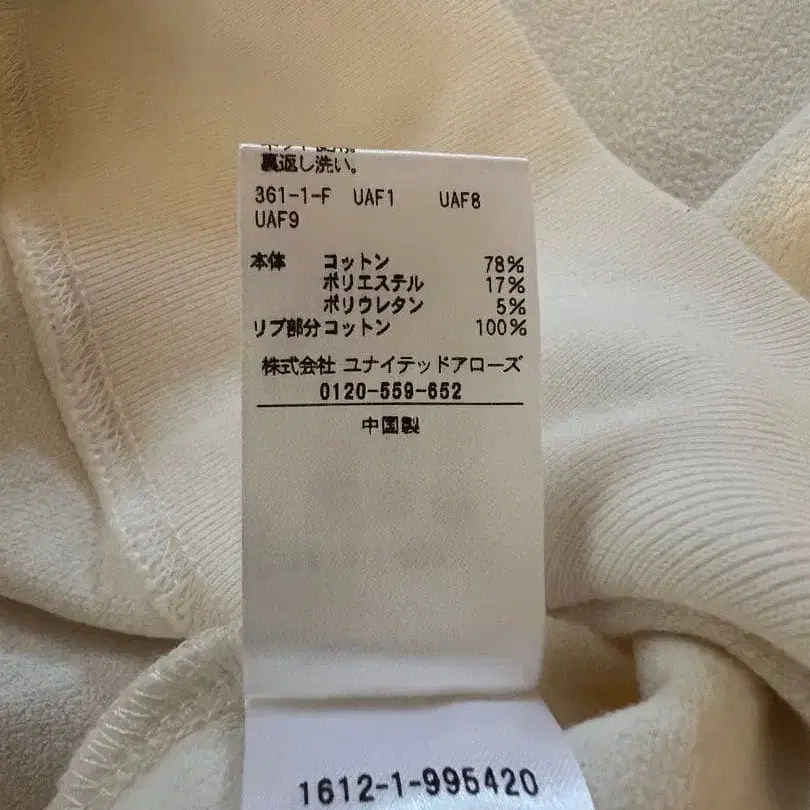 裏返し洗い。
361-1-F UAF1 UAF8
UAF9
本体 コットン 78%
ポリエステル 17%
ポリウレタン 5%
リブ部分コットン 100%
株式会社 ユナイテッドアローズ
0120-559-652
中国製
1612-1-995420